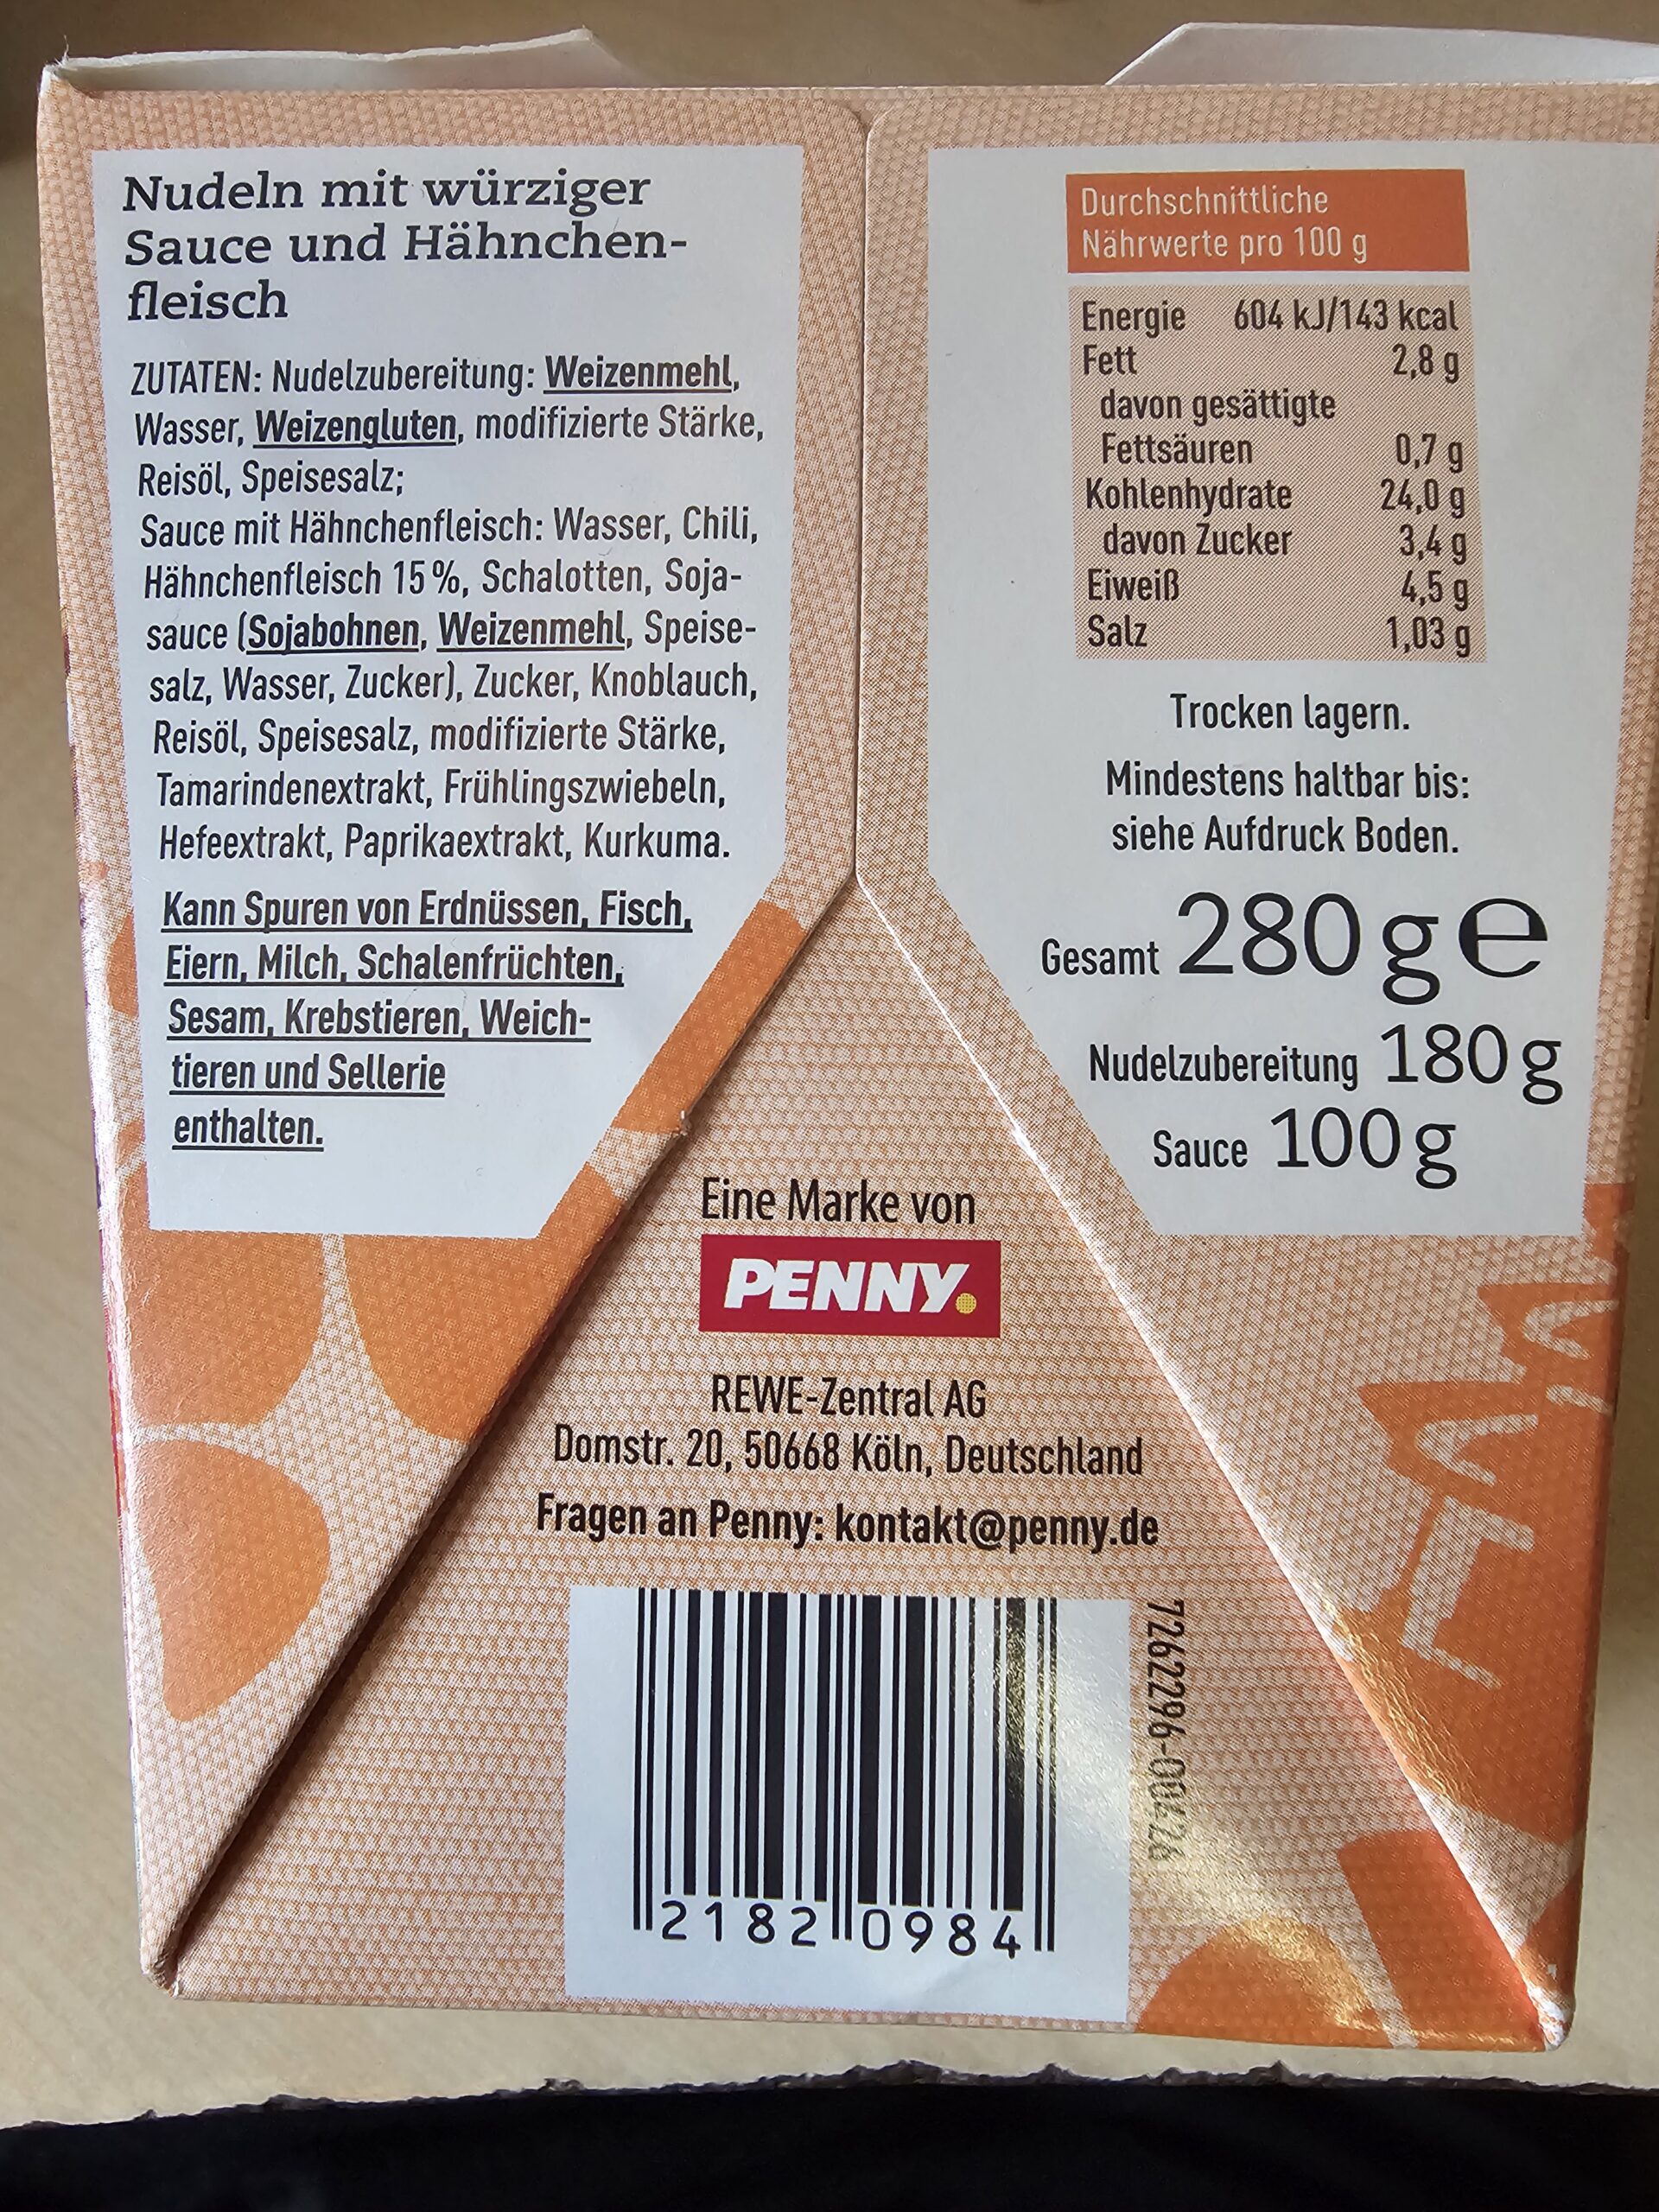 Nudeln mit würziger
Sauce und Hähnchen-
fleisch
ZUTATEN: Nudelzubereitung: Weizenmehl,
Wasser, Weizengluten, modifizierte Stärke,
Reisöl, Speisesalz;
Sauce mit Hähnchenfleisch: Wasser, Chili,
Hähnchenfleisch 15 %, Schalotten, Soja-
sauce (Sojabohnen, Weizenmehl, Speise-
salz, Wasser, Zucker), Zucker, Knoblauch,
Reisöl, Speisesalz, modifizierte Stärke,
Tamarindenextrakt, Frühlingszwiebeln,
Hefeextrakt, Paprikaextrakt, Kurkuma.
Kann Spuren von Erdnüssen, Fisch,
Eiern, Milch, Schalenfrüchten,
Sesam, Krebstieren, Weich-
tieren und Sellerie
enthalten.
Durchschnittliche
Nährwerte pro 100 g
Energie 604 kJ/143 kcal
Fett 2,8 g
davon gesättigte
Fettsäuren 0,7 g
Kohlenhydrate 24,0 g
davon Zucker 3,4 g
Eiweiß 4,5 g
Salz 1,03 g
Trocken lagern.
Mindestens haltbar bis:
siehe Aufdruck Boden.
Gesamt 280 g e
Nudelzubereitung 180 g
Sauce 100 g
Eine Marke von
PENNY.
REWE-Zentral AG
Domstr. 20, 50668 Köln, Deutschland
Fragen an Penny: kontakt@penny.de
2182 0984